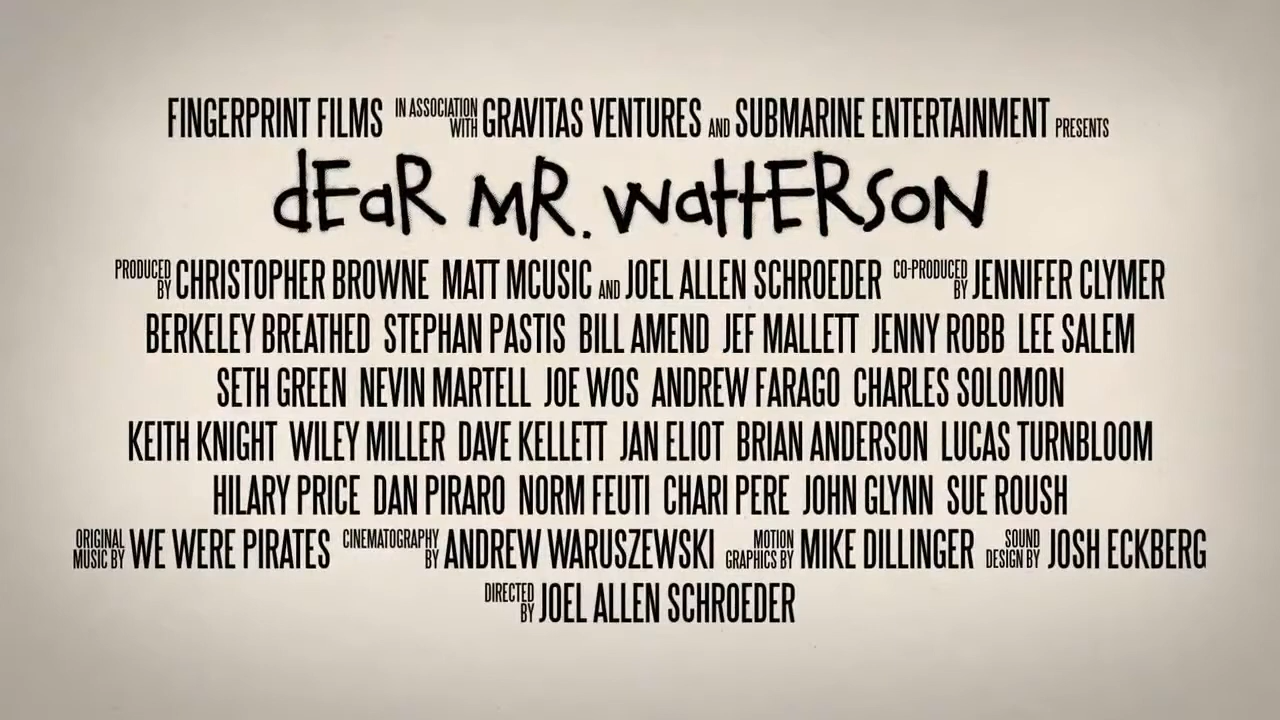 FINGERPRINT FILMS IN ASSOCIATION WITH GRAVITAS VENTURES AND SUBMARINE ENTERTAINMENT PRESENTS
dEaR MR. WatterSON
PRODUCED BY CHRISTOPHER BROWNE MATT MCUSIC AND JOEL ALLEN SCHROEDER CO-PRODUCED BY JENNIFER CLYMER
BERKELEY BREATHED STEPHAN PASTIS BILL AMEND JEF MALLETT JENNY ROBB LEE SALEM
SETH GREEN NEVIN MARTELL JOE WOS ANDREW FARAGO CHARLES SOLOMON
KEITH KNIGHT WILEY MILLER DAVE KELLETT JAN ELIOT BRIAN ANDERSON LUCAS TURNBLOOM
HILARY PRICE DAN PIRARO NORM FEUTI CHARI PERE JOHN GLYNN SUE ROUSH
ORIGINAL MUSIC BY WE WERE PIRATES CINEMATOGRAPHY BY ANDREW WARUSZEWSKI MOTION GRAPHICS BY MIKE DILLINGER SOUND DESIGN BY JOSH ECKBERG
DIRECTED BY JOEL ALLEN SCHROEDER